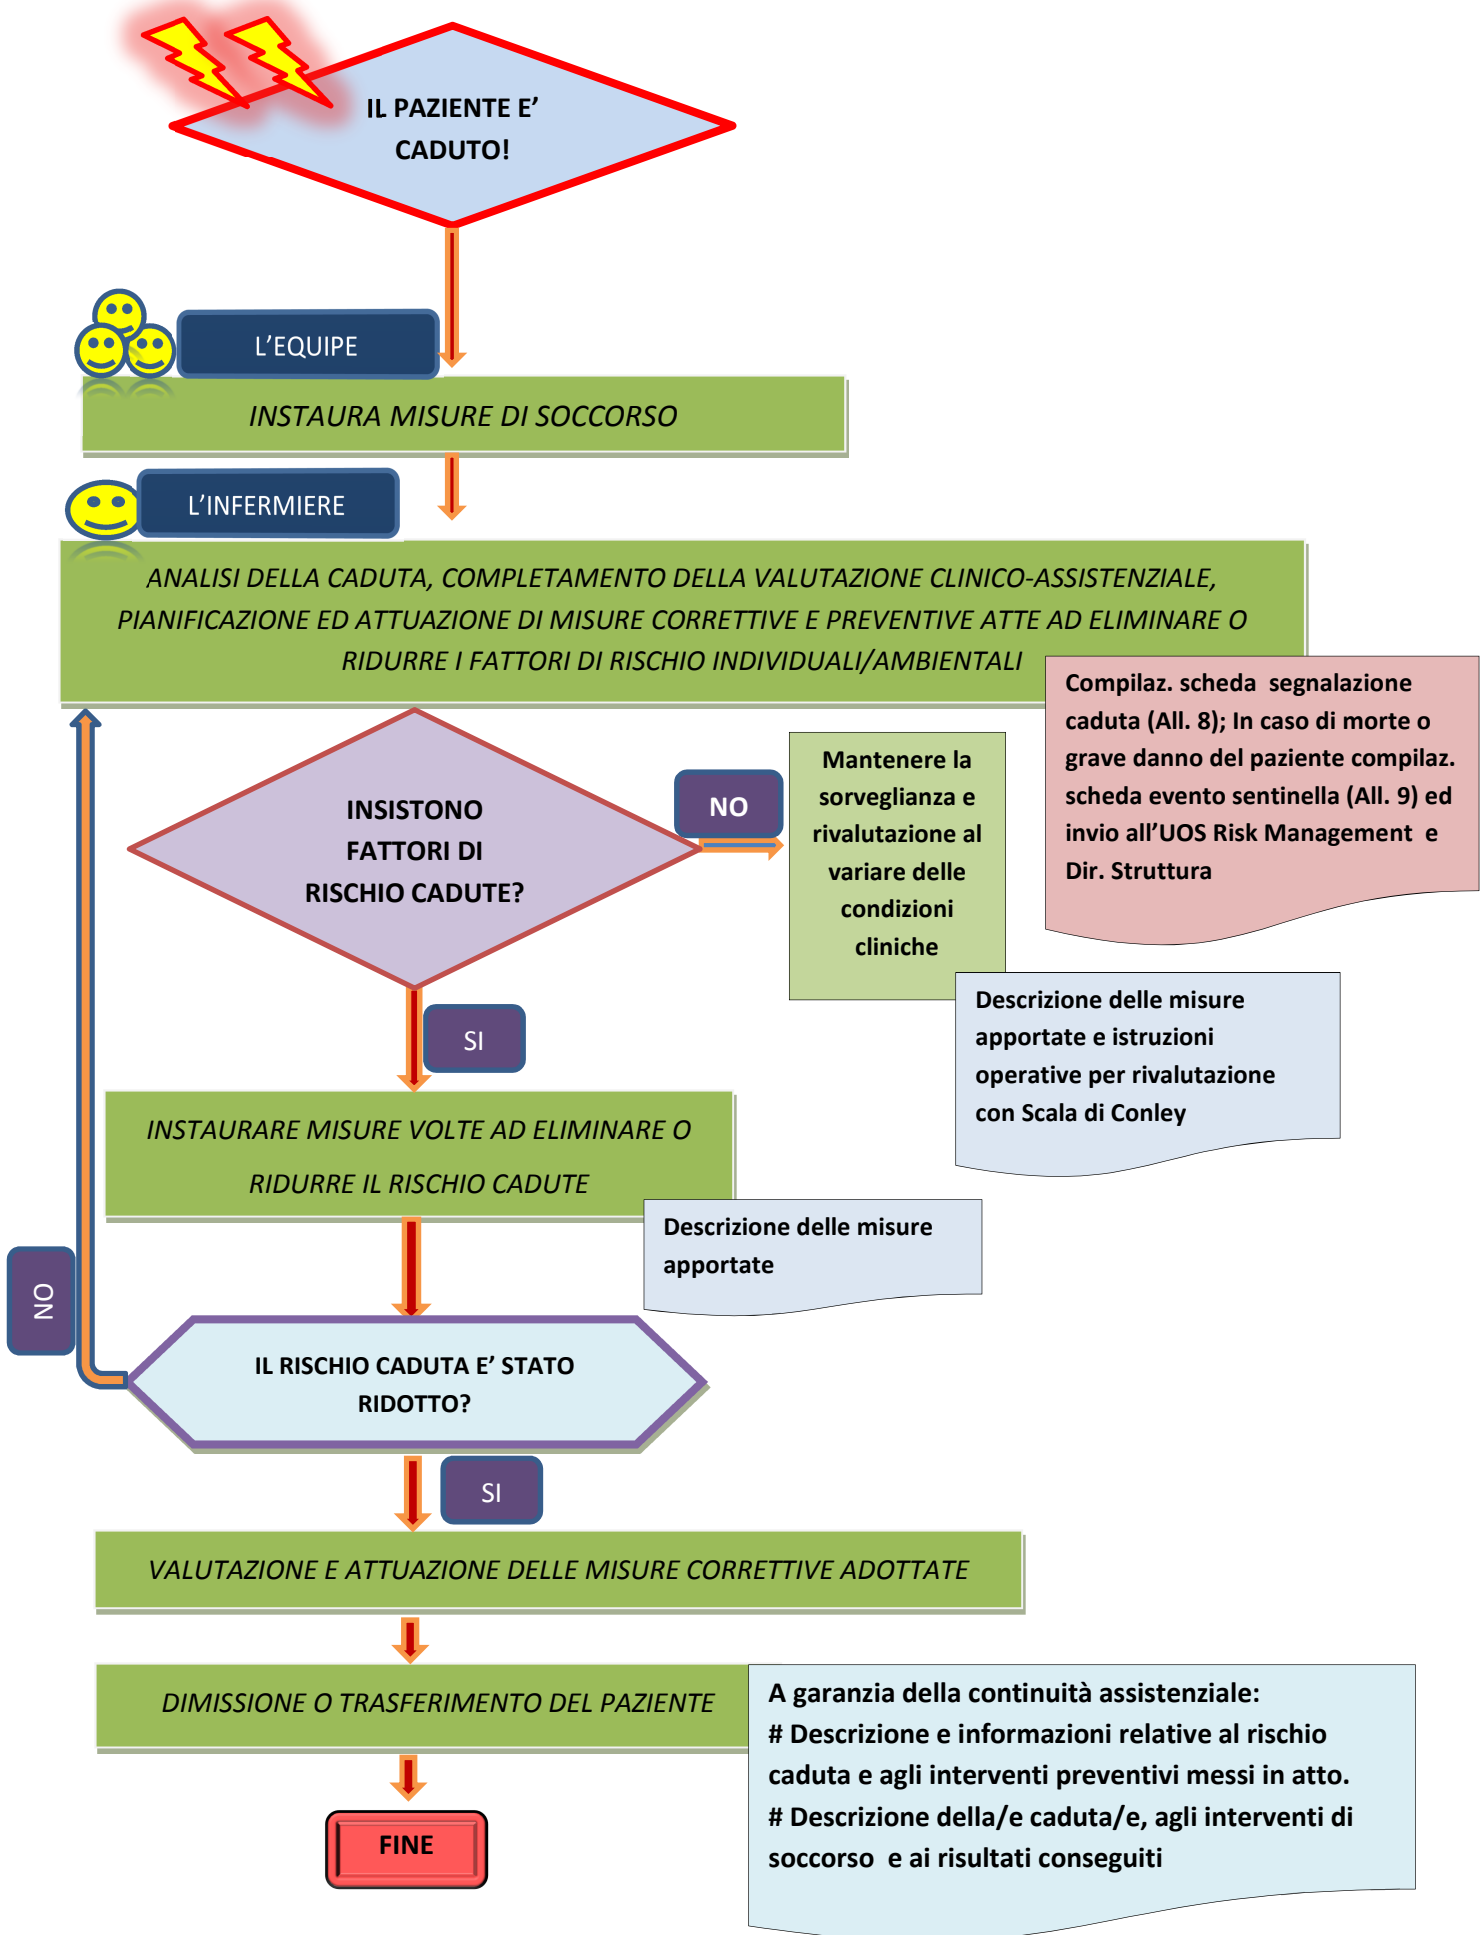 IL PAZIENTE E’
CADUTO!
L’EQUIPE
INSTAURA MISURE DI SOCCORSO
L’INFERMIERE
ANALISI DELLA CADUTA, COMPLETAMENTO DELLA VALUTAZIONE CLINICO-ASSISTENZIALE,
PIANIFICAZIONE ED ATTUAZIONE DI MISURE CORRETTIVE E PREVENTIVE ATTE AD ELIMINARE O
RIDURRE I FATTORI DI RISCHIO INDIVIDUALI/AMBIENTALI
Compilaz. scheda segnalazione
caduta (All. 8); In caso di morte o
grave danno del paziente compilaz.
scheda evento sentinella (All. 9) ed
invio all’UOS Risk Management e
Dir. Struttura
INSISTONO
FATTORI DI
RISCHIO CADUTE?
NO
Mantenere la
sorveglianza e
rivalutazione al
variare delle
condizioni
cliniche
Descrizione delle misure
apportate e istruzioni
operative per rivalutazione
con Scala di Conley
SI
INSTAURARE MISURE VOLTE AD ELIMINARE O
RIDURRE IL RISCHIO CADUTE
Descrizione delle misure
apportate
NO
IL RISCHIO CADUTA E’ STATO
RIDOTTO?
SI
VALUTAZIONE E ATTUAZIONE DELLE MISURE CORRETTIVE ADOTTATE
DIMISSIONE O TRASFERIMENTO DEL PAZIENTE
A garanzia della continuità assistenziale:
# Descrizione e informazioni relative al rischio
caduta e agli interventi preventivi messi in atto.
# Descrizione della/e caduta/e, agli interventi di
soccorso e ai risultati conseguiti
FINE